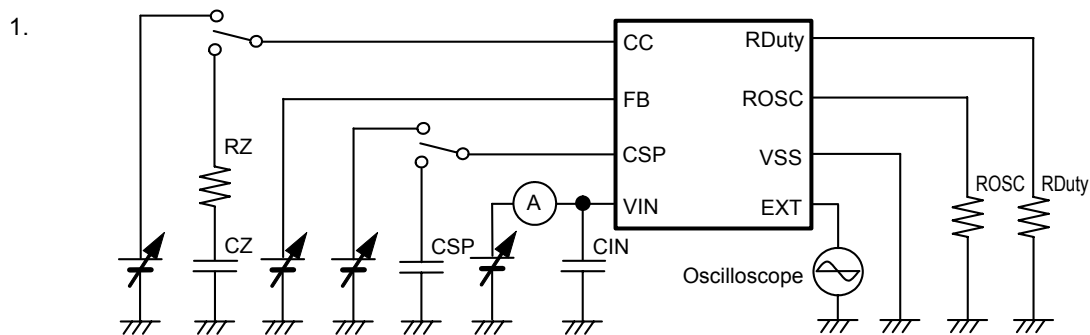 1.
CC
RDuty
FB
ROSC
CSP
VSS
VIN
EXT
RZ
CZ
CSP
A
CIN
Oscilloscope
ROSC
RDuty